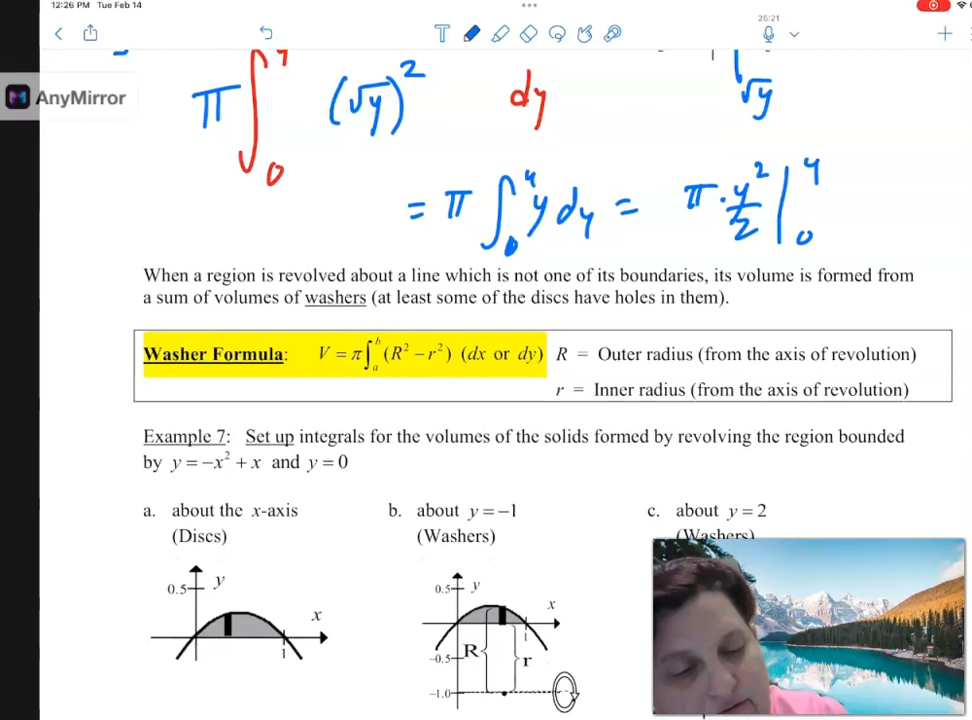 12:26 PM Tue Feb 14
26:21
T
AnyMirror
π ∫₀⁴ (√y)² dy
√y
= π ∫₀⁴ y dy = π · y²/2 |₀⁴
When a region is revolved about a line which is not one of its boundaries, its volume is formed from
a sum of volumes of washers (at least some of the discs have holes in them).
Washer Formula: V = π∫ₐᵇ (R² – r²) (dx or dy) R = Outer radius (from the axis of revolution)
r = Inner radius (from the axis of revolution)
Example 7: Set up integrals for the volumes of the solids formed by revolving the region bounded
by y = –x² + x and y = 0
a. about the x-axis
(Discs)
b. about y = –1
(Washers)
c. about y = 2
(Washers)
0.5 y
x
1
0.5 y
x
1
-0.5
R
r
-1.0